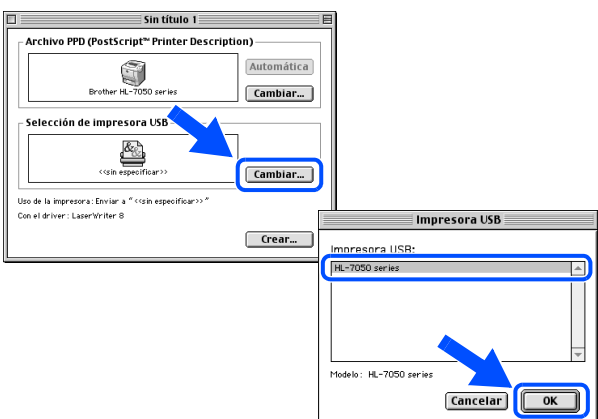 Sin título 1
Archivo PPD (PostScript™ Printer Description)
Automática
Brother HL-7050 series
Cambiar...
Selección de impresora USB
<<sin especificar>>
Cambiar...
Uso de la impresora: Enviar a "<<sin especificar>>"
Con el driver: LaserWriter 8
Crear...
Impresora USB
Impresora USB:
HL-7050 series
Modelo: HL-7050 series
Cancelar
OK